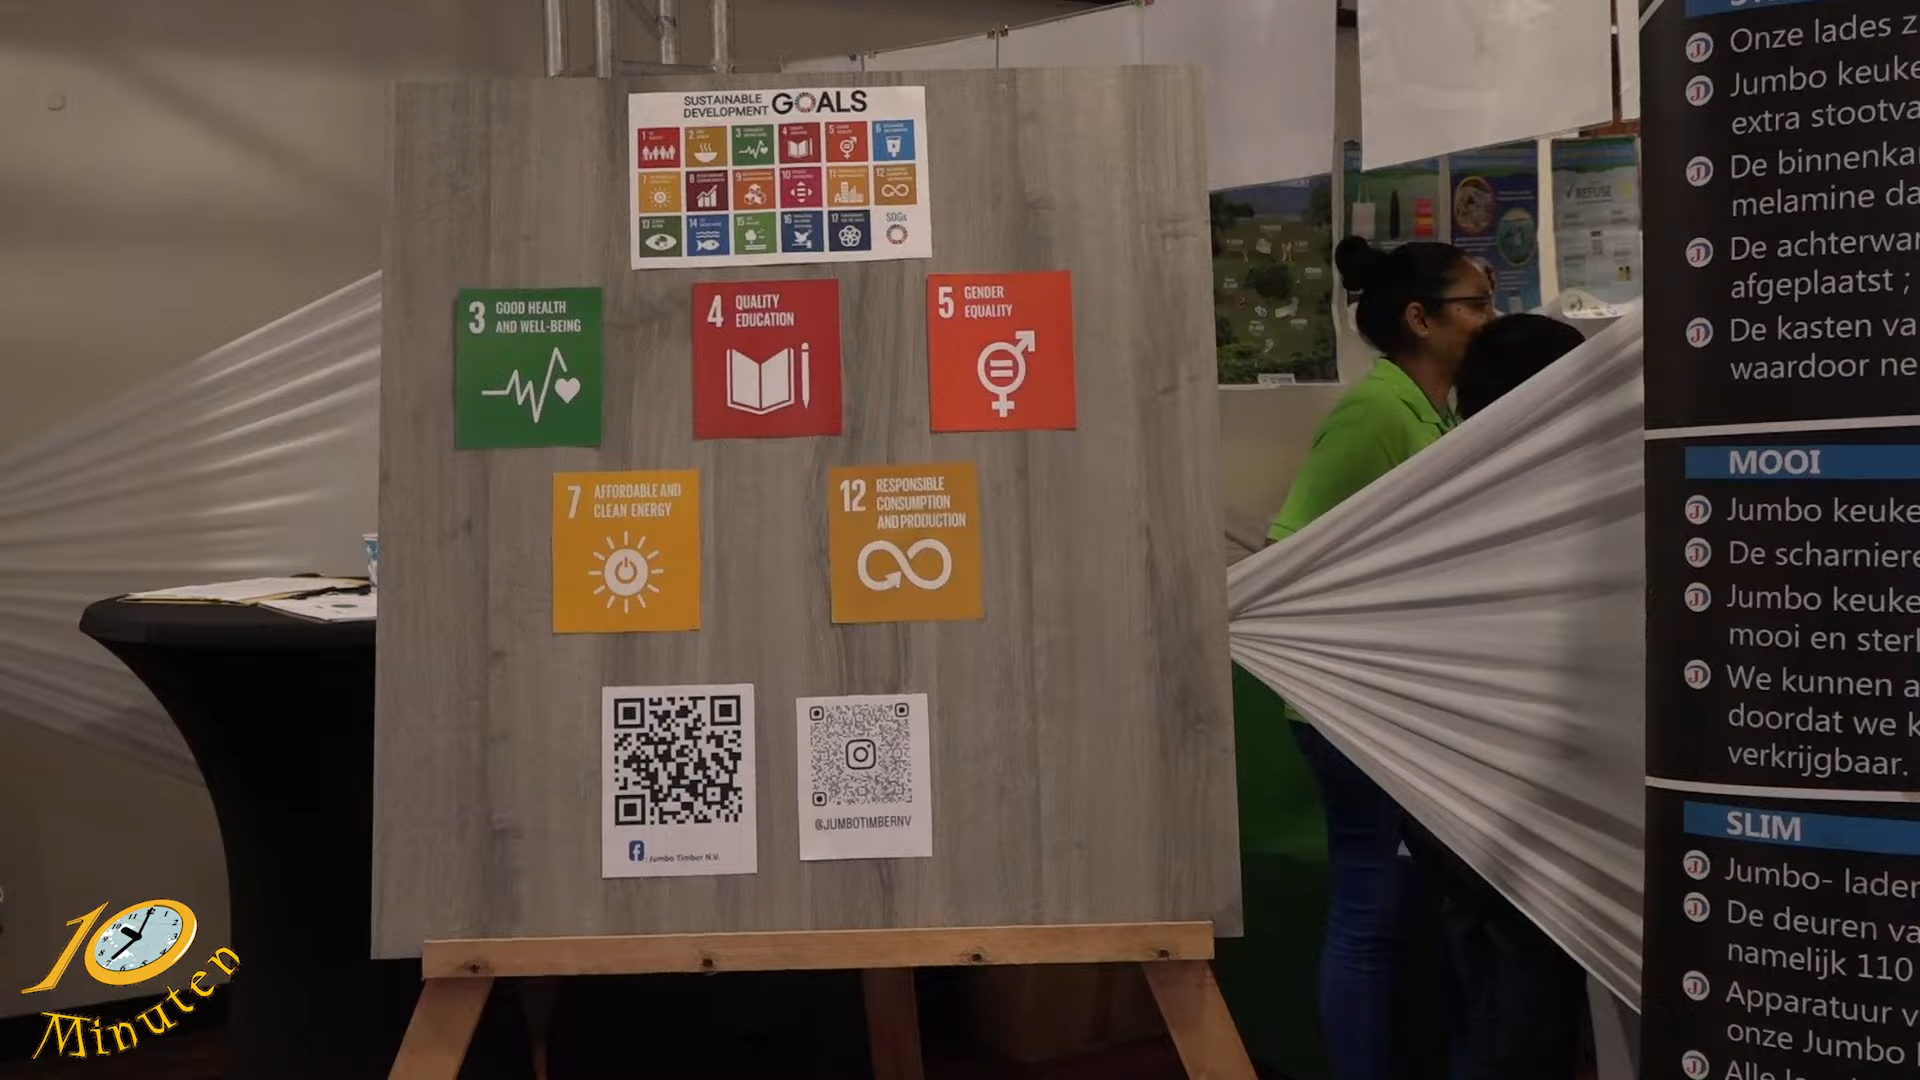 SUSTAINABLE
DEVELOPMENT GOALS
SDGs
3 GOOD HEALTH
AND WELL-BEING
4 QUALITY
EDUCATION
5 GENDER
EQUALITY
7 AFFORDABLE AND
CLEAN ENERGY
12 RESPONSIBLE
CONSUMPTION
AND PRODUCTION
f : Jumbo Timber N.V.
@JUMBOTIMBERNV
REFUSE
Onze lades z
Jumbo keuke
extra stootva
De binnenka
melamine da
De achterwa
afgeplaatst ;
De kasten va
waardoor ne
MOOI
Jumbo keuke
De scharniere
Jumbo keuke
mooi en sterk
We kunnen a
doordat we k
verkrijgbaar.
SLIM
Jumbo- lader
De deuren va
namelijk 110
Apparatuur v
onze Jumbo
10
Minuten